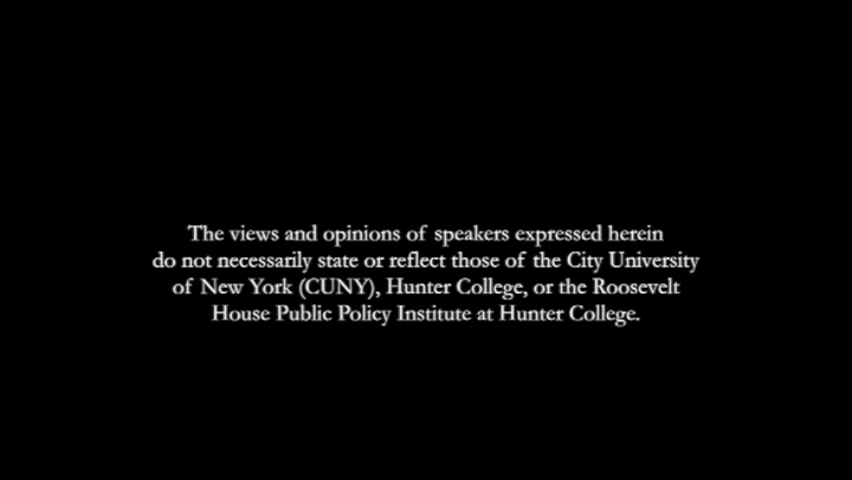 The views and opinions of speakers expressed herein
do not necessarily state or reflect those of the City University
of New York (CUNY), Hunter College, or the Roosevelt
House Public Policy Institute at Hunter College.